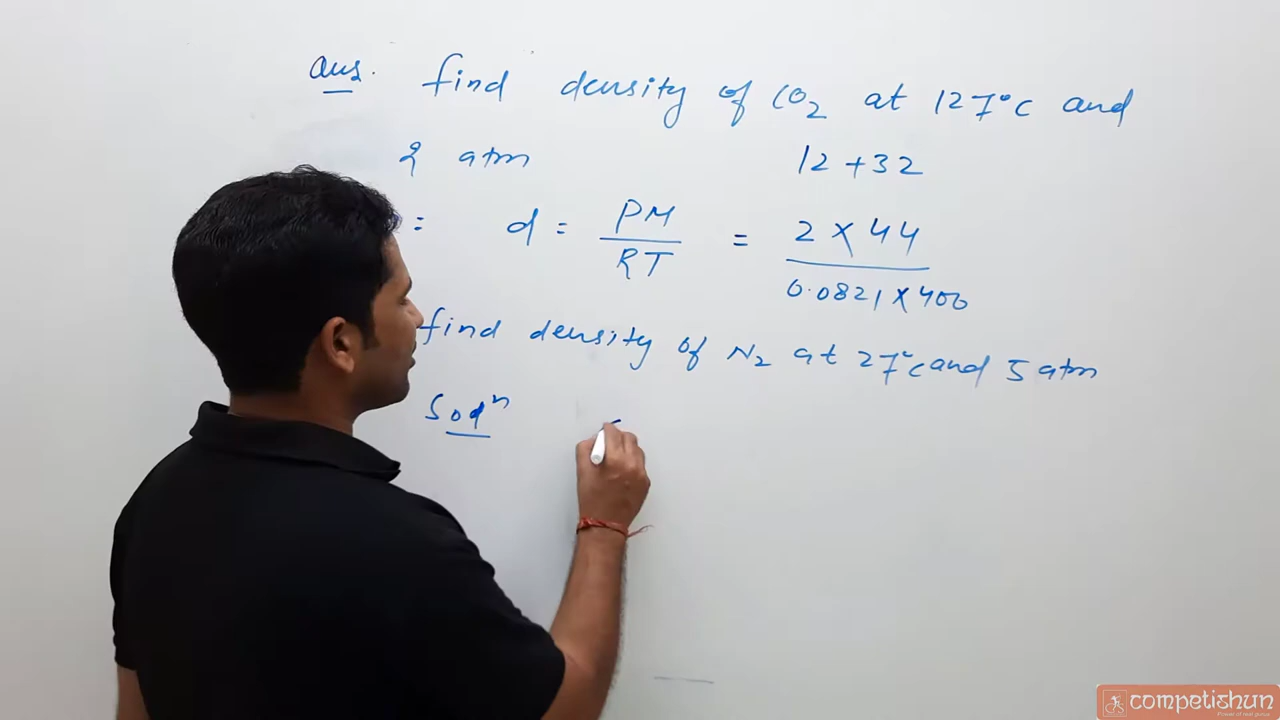 Ans. find density of CO2 at 127°C and
2 atm 12 + 32
: d = PM / RT = 2 × 44 / 0.0821 × 400
find density of N2 at 27°C and 5 atm
Solⁿ
competishun